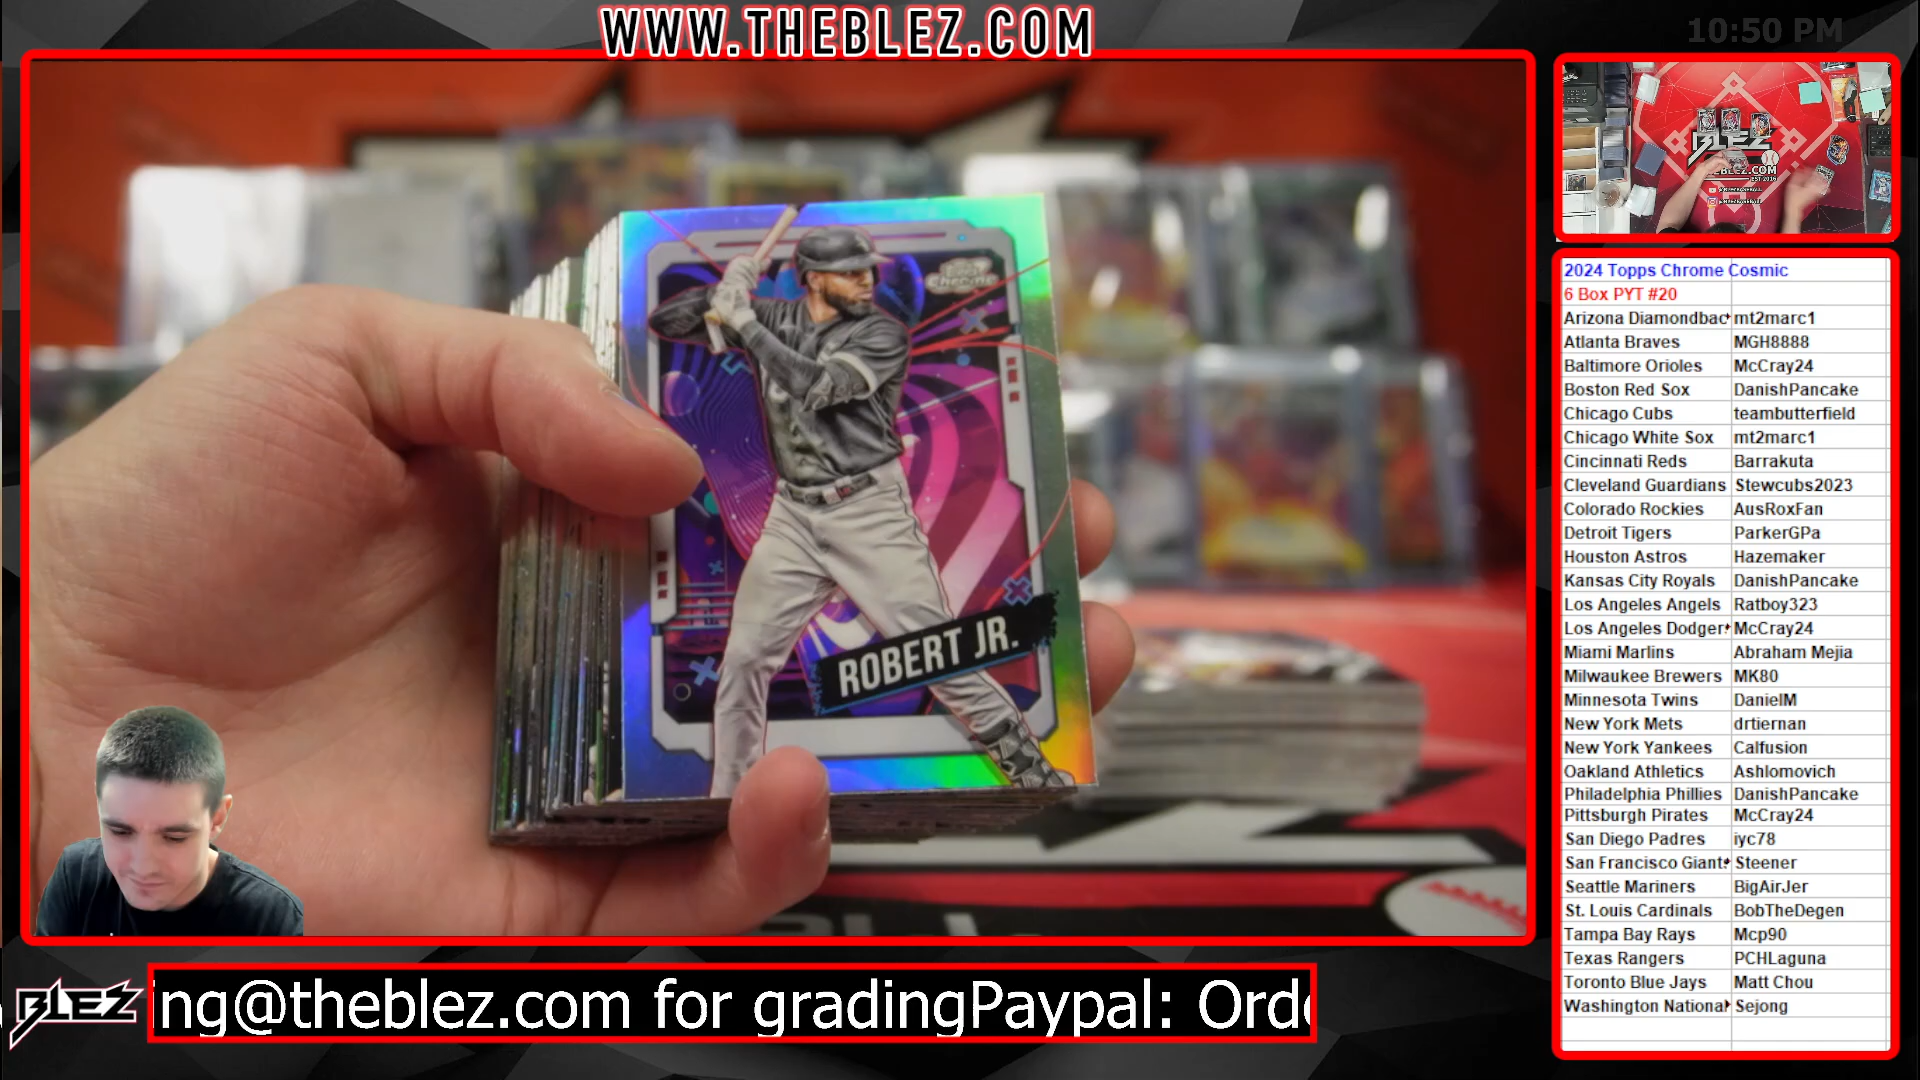 WWW.THEBLEZ.COM
10:50 PM
ROBERT JR.
BLEZ
.COM
2024 Topps Chrome Cosmic
6 Box PYT #20
Arizona Diamondbac mt2marc1
Atlanta Braves MGH8888
Baltimore Orioles McCray24
Boston Red Sox DanishPancake
Chicago Cubs teambutterfield
Chicago White Sox mt2marc1
Cincinnati Reds Barrakuta
Cleveland Guardians Stewcubs2023
Colorado Rockies AusRoxFan
Detroit Tigers ParkerGPa
Houston Astros Hazemaker
Kansas City Royals DanishPancake
Los Angeles Angels Ratboy323
Los Angeles Dodger McCray24
Miami Marlins Abraham Mejia
Milwaukee Brewers MK80
Minnesota Twins DanielM
New York Mets drtiernan
New York Yankees Calfusion
Oakland Athletics Ashlomovich
Philadelphia Phillies DanishPancake
Pittsburgh Pirates McCray24
San Diego Padres iyc78
San Francisco Giant Steener
Seattle Mariners BigAirJer
St. Louis Cardinals BobTheDegen
Tampa Bay Rays Mcp90
Texas Rangers PCHLaguna
Toronto Blue Jays Matt Chou
Washington National Sejong
BLEZ
ing@theblez.com for gradingPaypal: Orde